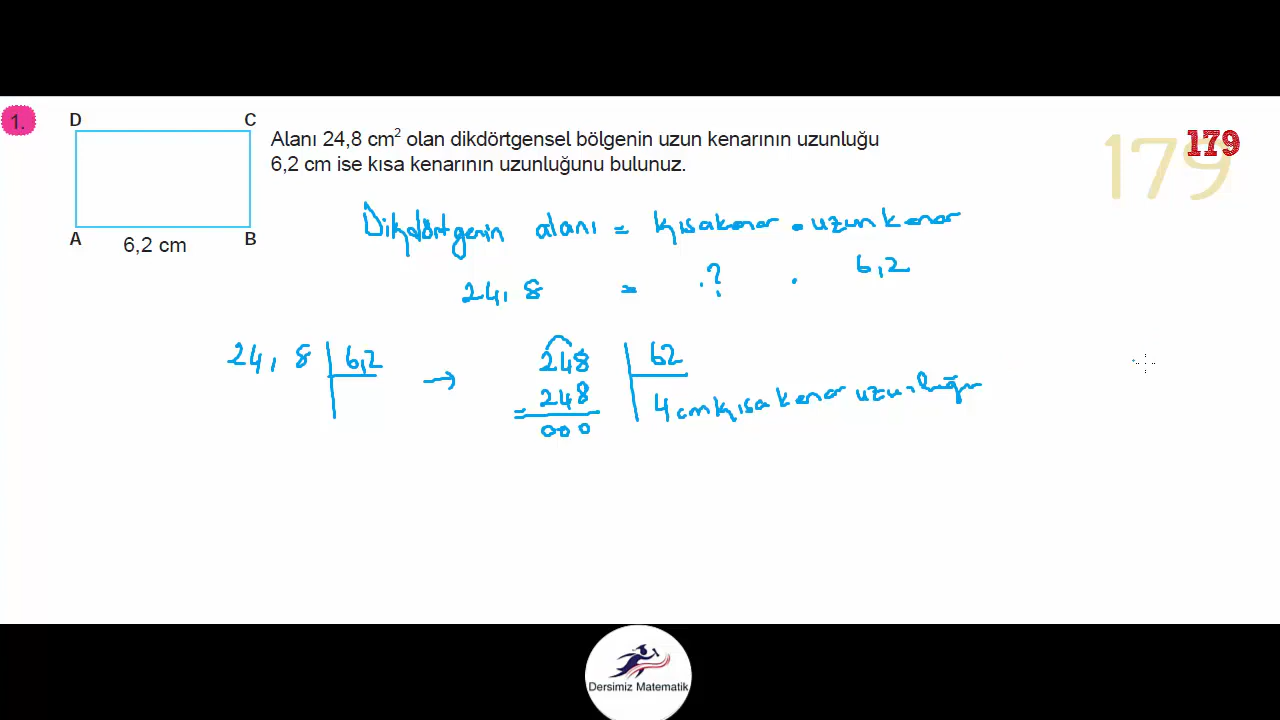 1.
D C
Alanı 24,8 cm² olan dikdörtgensel bölgenin uzun kenarının uzunluğu
6,2 cm ise kısa kenarının uzunluğunu bulunuz.
179
179
A 6,2 cm B
Dikdörtgenin alanı = kısakenar . uzun kenar
24,8 = ? . 6,2
24,8 6,2 → 248 62
248 4 cm kısa kenar uzunluğu
=
000
Dersimiz Matematik